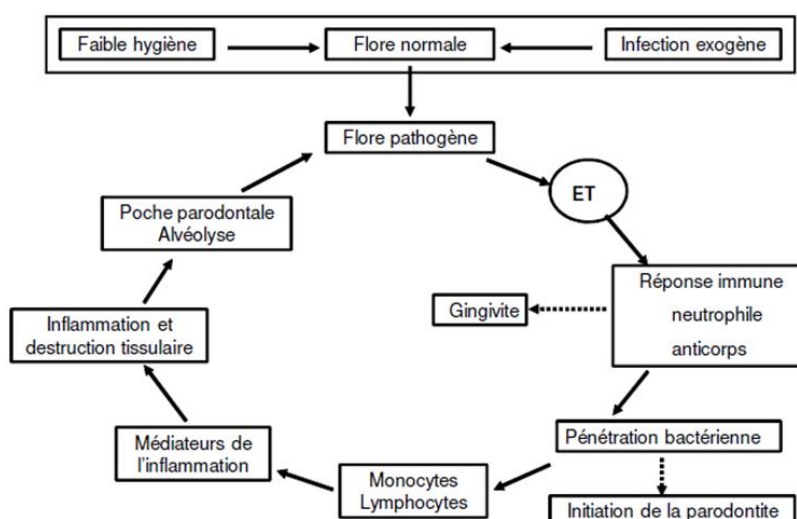 Faible hygiène
Flore normale
Infection exogène
Flore pathogène
ET
Poche parodontale
Alvéolyse
Réponse immune
neutrophile
anticorps
Gingivite
Inflammation et
destruction tissulaire
Pénétration bactérienne
Médiateurs de
l'inflammation
Monocytes
Lymphocytes
Initiation de la parodontite